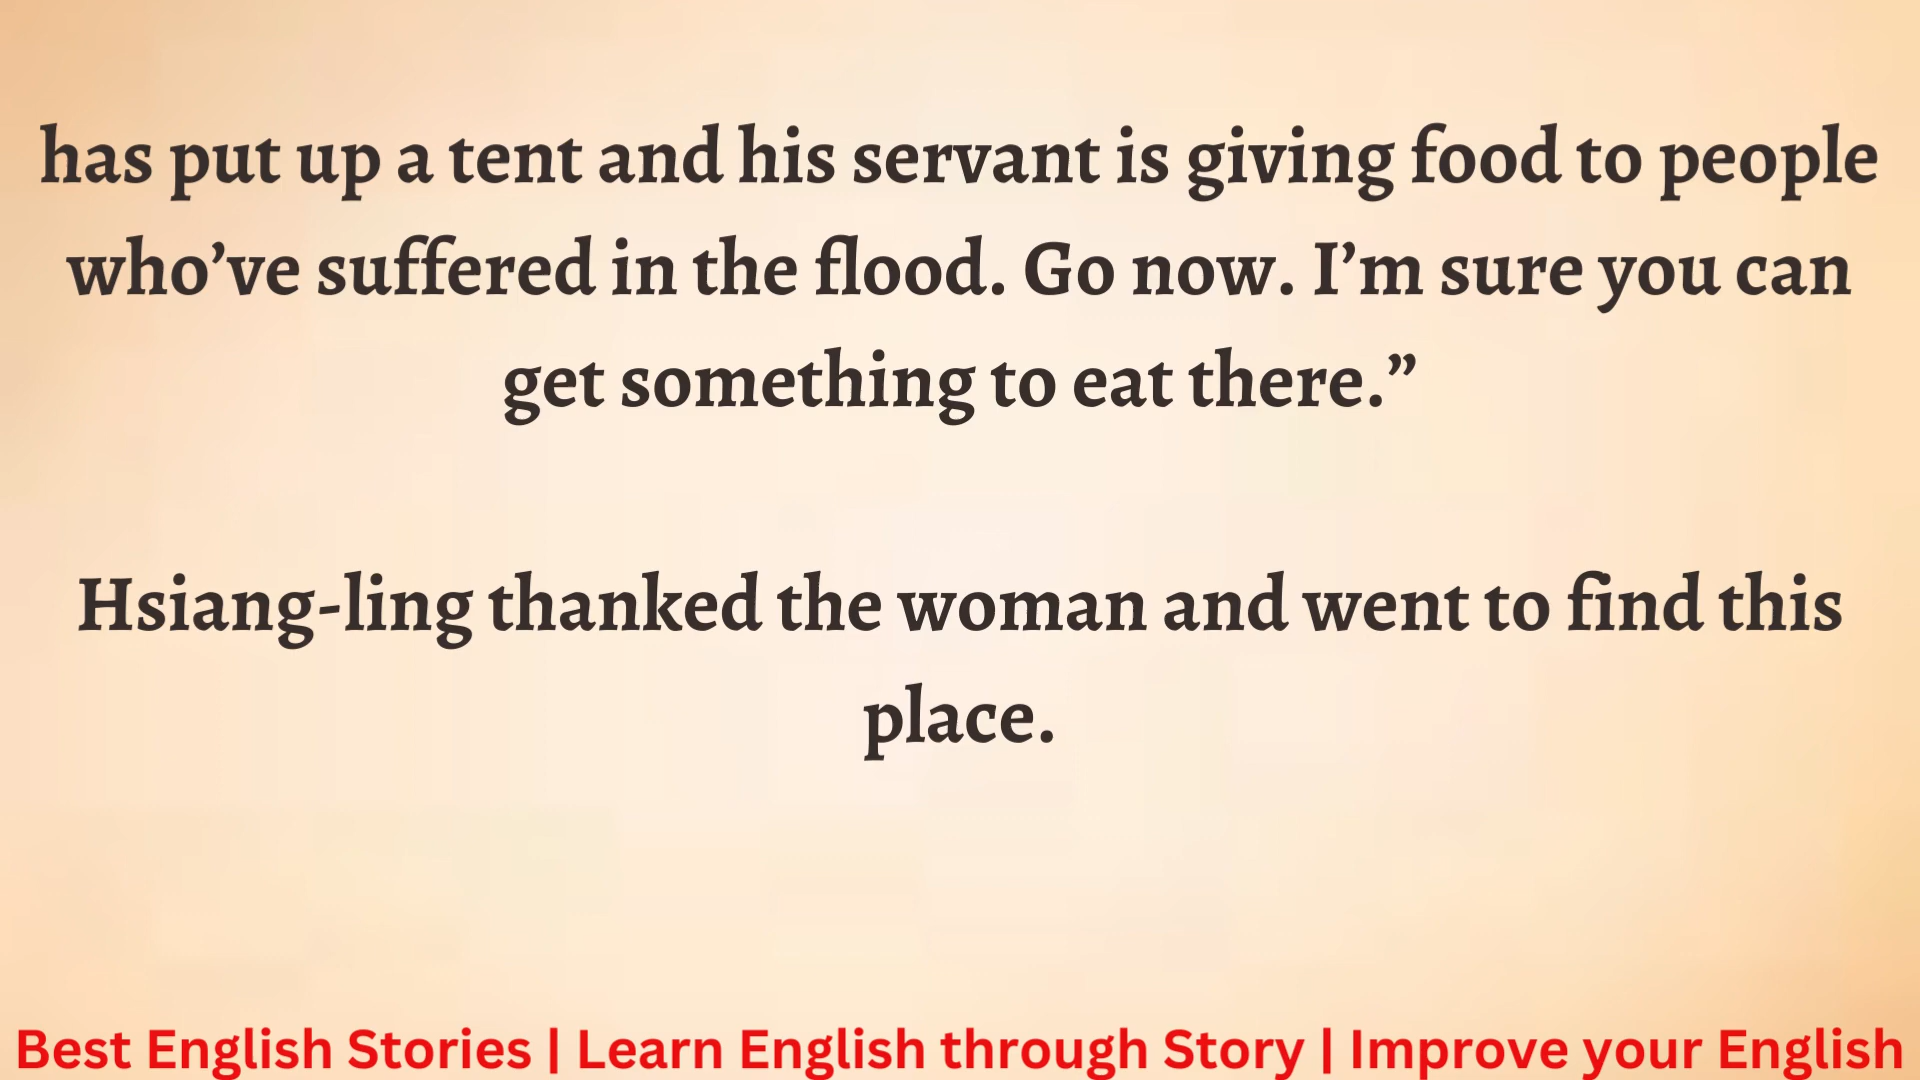 has put up a tent and his servant is giving food to people
who’ve suffered in the flood. Go now. I’m sure you can
get something to eat there.”
Hsiang-ling thanked the woman and went to find this
place.
Best English Stories | Learn English through Story | Improve your English